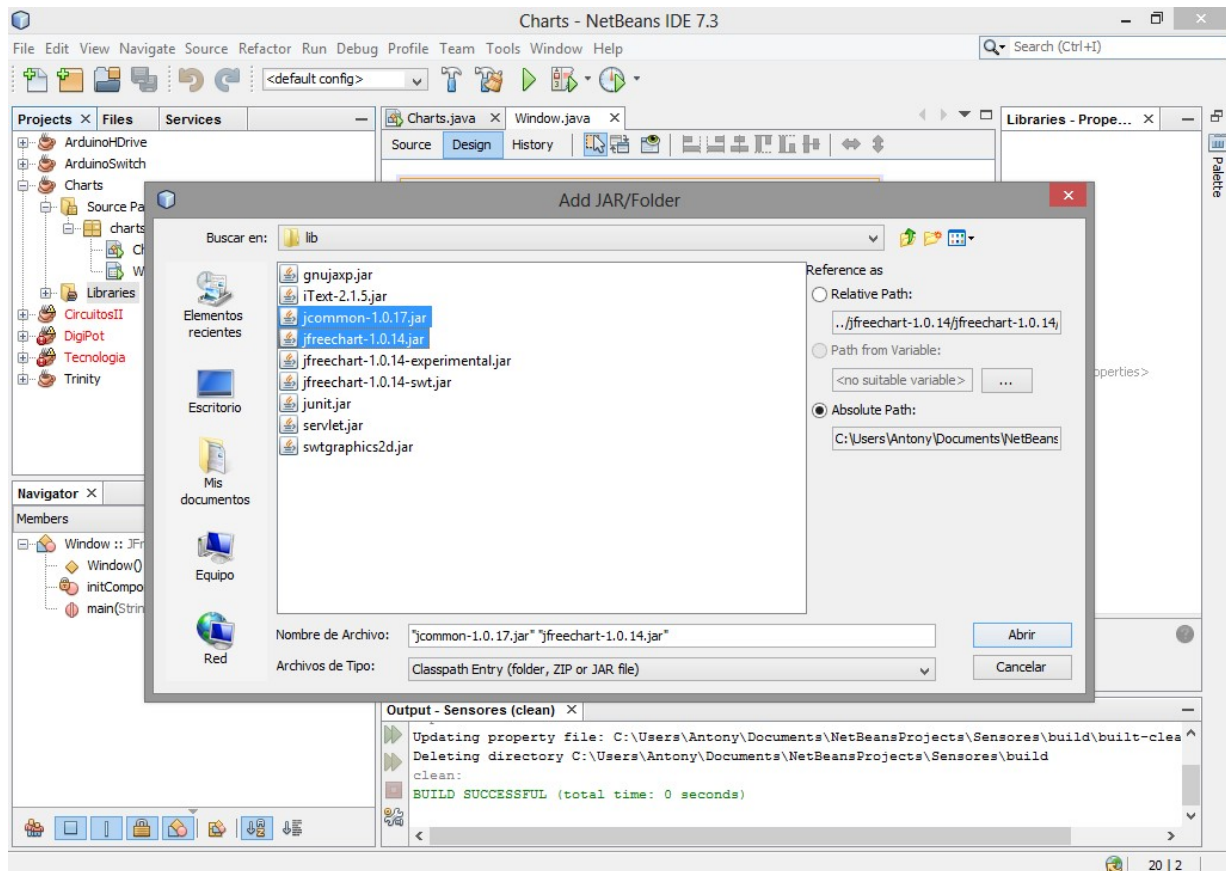 Charts - NetBeans IDE 7.3
File Edit View Navigate Source Refactor Run Debug Profile Team Tools Window Help
Search (Ctrl+I)
<default config>
Projects Files Services
Charts.java Window.java
Libraries - Prope...
Source Design History
Palette
ArduinoHDrive
ArduinoSwitch
Charts
Source Pa
charts
Libraries
CircuitosII
DigiPot
Tecnologia
Trinity
Add JAR/Folder
Buscar en: lib
Elementos recientes
Escritorio
Mis documentos
Equipo
Red
gnujaxp.jar
iText-2.1.5.jar
jcommon-1.0.17.jar
jfreechart-1.0.14.jar
jfreechart-1.0.14-experimental.jar
jfreechart-1.0.14-swt.jar
junit.jar
servlet.jar
swtgraphics2d.jar
Reference as
Relative Path:
../jfreechart-1.0.14/jfreechart-1.0.14/
Path from Variable:
<no suitable variable> ...
Absolute Path:
C:\Users\Antony\Documents\NetBeans
operties>
Nombre de Archivo: "jcommon-1.0.17.jar" "jfreechart-1.0.14.jar"
Abrir
Archivos de Tipo: Classpath Entry (folder, ZIP or JAR file)
Cancelar
Navigator
Members
Window :: JFr
Window()
initCompo
main(Strin
Output - Sensores (clean)
Updating property file: C:\Users\Antony\Documents\NetBeansProjects\Sensores\build\built-clea
Deleting directory C:\Users\Antony\Documents\NetBeansProjects\Sensores\build
clean:
BUILD SUCCESSFUL (total time: 0 seconds)
20 | 2